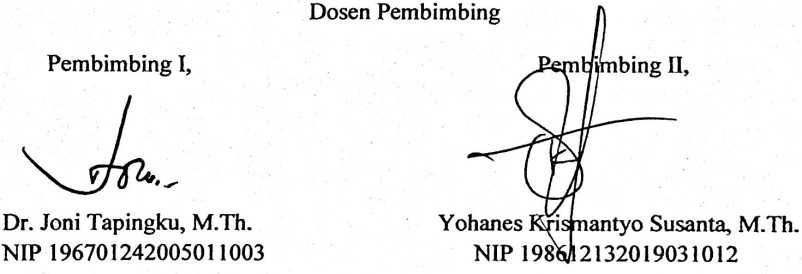 Dosen Pembimbing
Pembimbing I,
Pembimbing II,
Dr. Joni Tapingku, M.Th.
Yohanes Krismantyo Susanta, M.Th.
NIP 196701242005011003
NIP 198612132019031012